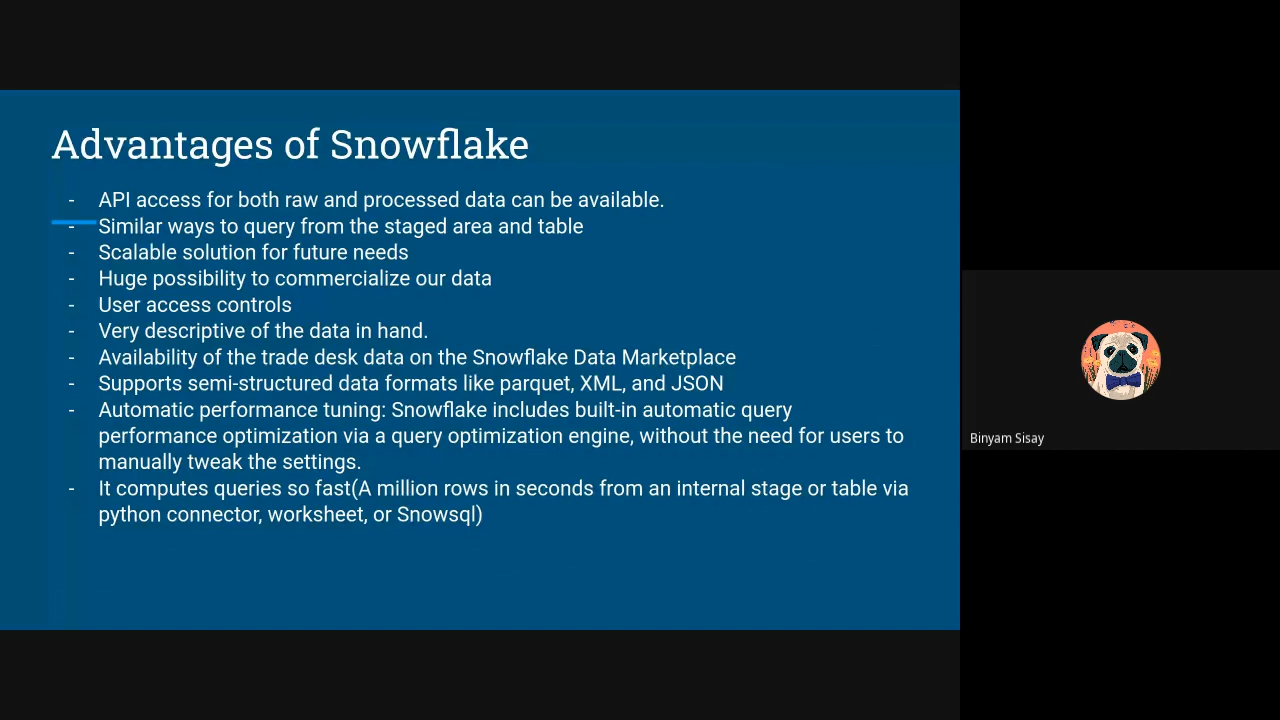 Advantages of Snowflake
- API access for both raw and processed data can be available.
- Similar ways to query from the staged area and table
- Scalable solution for future needs
- Huge possibility to commercialize our data
- User access controls
- Very descriptive of the data in hand.
- Availability of the trade desk data on the Snowflake Data Marketplace
- Supports semi-structured data formats like parquet, XML, and JSON
- Automatic performance tuning: Snowflake includes built-in automatic query
performance optimization via a query optimization engine, without the need for users to
manually tweak the settings.
- It computes queries so fast(A million rows in seconds from an internal stage or table via
python connector, worksheet, or Snowsql)
Binyam Sisay